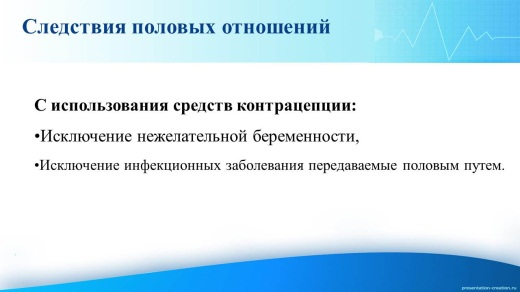 Следствия половых отношений
С использования средств контрацепции:
•Исключение нежелательной беременности,
•Исключение инфекционных заболевания передаваемые половым путем.
presentation-creation.ru